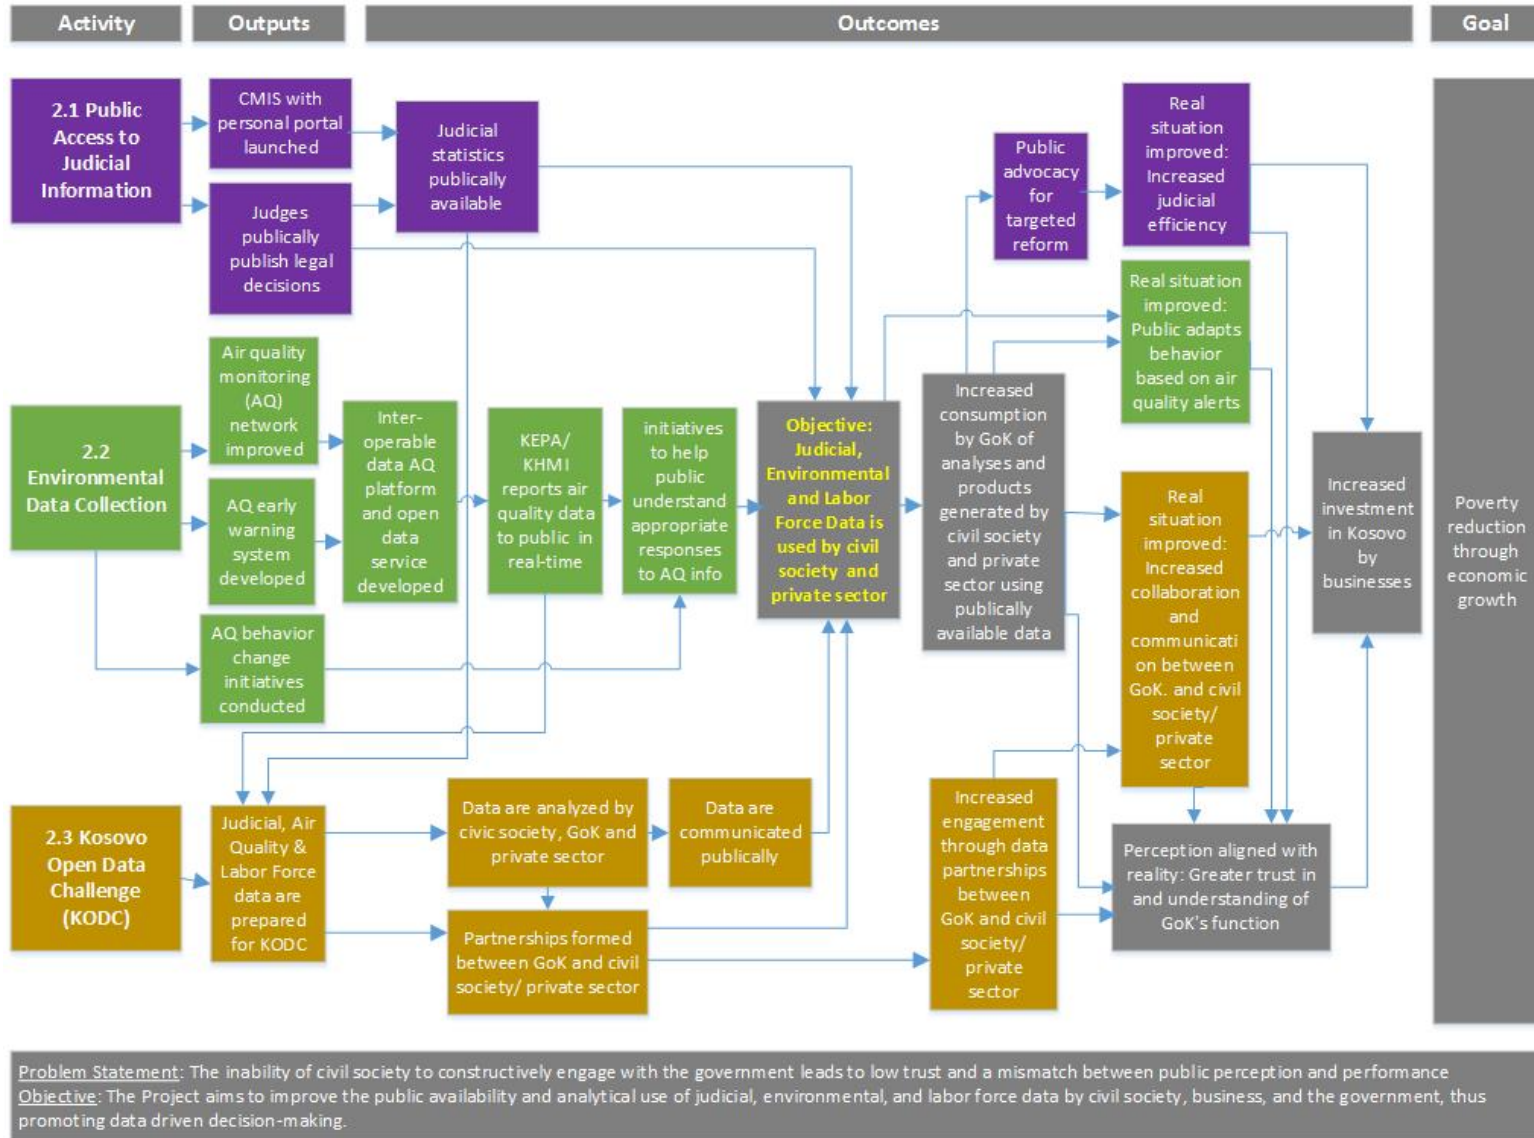 Activity
Outputs
Outcomes
Goal
2.1 Public
Access to
Judicial
Information
CMIS with
personal portal
launched
Judges
publically
publish legal
decisions
Judicial
statistics
publically
available
Public
advocacy
for
targeted
reform
Real
situation
improved:
Increased
judicial
efficiency
2.2
Environmental
Data Collection
Air quality
monitoring
(AQ)
network
improved
AQ early
warning
system
developed
AQ behavior
change
initiatives
conducted
Inter-
operable
data AQ
platform
and open
data
service
developed
KEPA/
KHMI
reports air
quality data
to public in
real-time
initiatives
to help
public
understand
appropriate
responses
to AQ info
Objective:
Judicial,
Environmental
and Labor
Force Data is
used by civil
society and
private sector
Increased
consumption
by GoK of
analyses and
products
generated by
civil society
and private
sector using
publically
available data
Real situation
improved:
Public adapts
behavior
based on air
quality alerts
Real
situation
improved:
Increased
collaboration
and
communicati
on between
GoK. and civil
society/
private
sector
Increased
investment
in Kosovo
by
businesses
Poverty
reduction
through
economic
growth
2.3 Kosovo
Open Data
Challenge
(KODC)
Judicial, Air
Quality &
Labor Force
data are
prepared
for KODC
Data are analyzed by
civic society, GoK and
private sector
Data are
communicated
publically
Partnerships formed
between GoK and civil
society/ private sector
Increased
engagement
through data
partnerships
between
GoK and civil
society/
private
sector
Perception aligned with
reality: Greater trust in
and understanding of
GoK's function
Problem Statement: The inability of civil society to constructively engage with the government leads to low trust and a mismatch between public perception and performance
Objective: The Project aims to improve the public availability and analytical use of judicial, environmental, and labor force data by civil society, business, and the government, thus
promoting data driven decision-making.